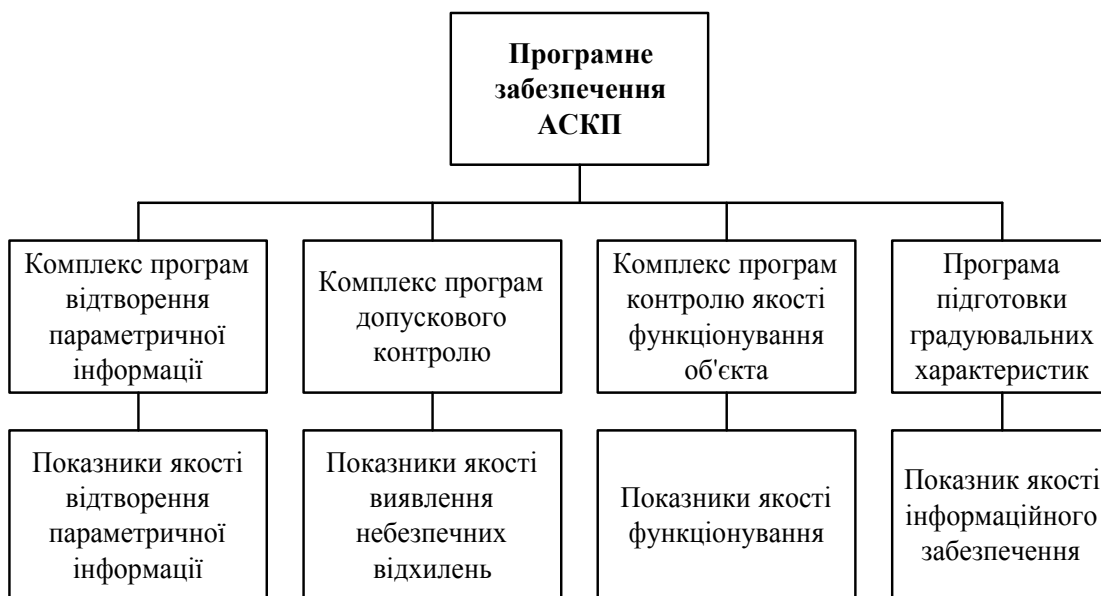 Програмне
забезпечення
АСКП
Комплекс програм
відтворення
параметричної
інформації
Комплекс програм
допускового
контролю
Комплекс програм
контролю якості
функціонування
об'єкта
Програма
підготовки
градуювальних
характеристик
Показники якості
відтворення
параметричної
інформації
Показники якості
виявлення
небезпечних
відхилень
Показники якості
функціонування
Показник якості
інформаційного
забезпечення